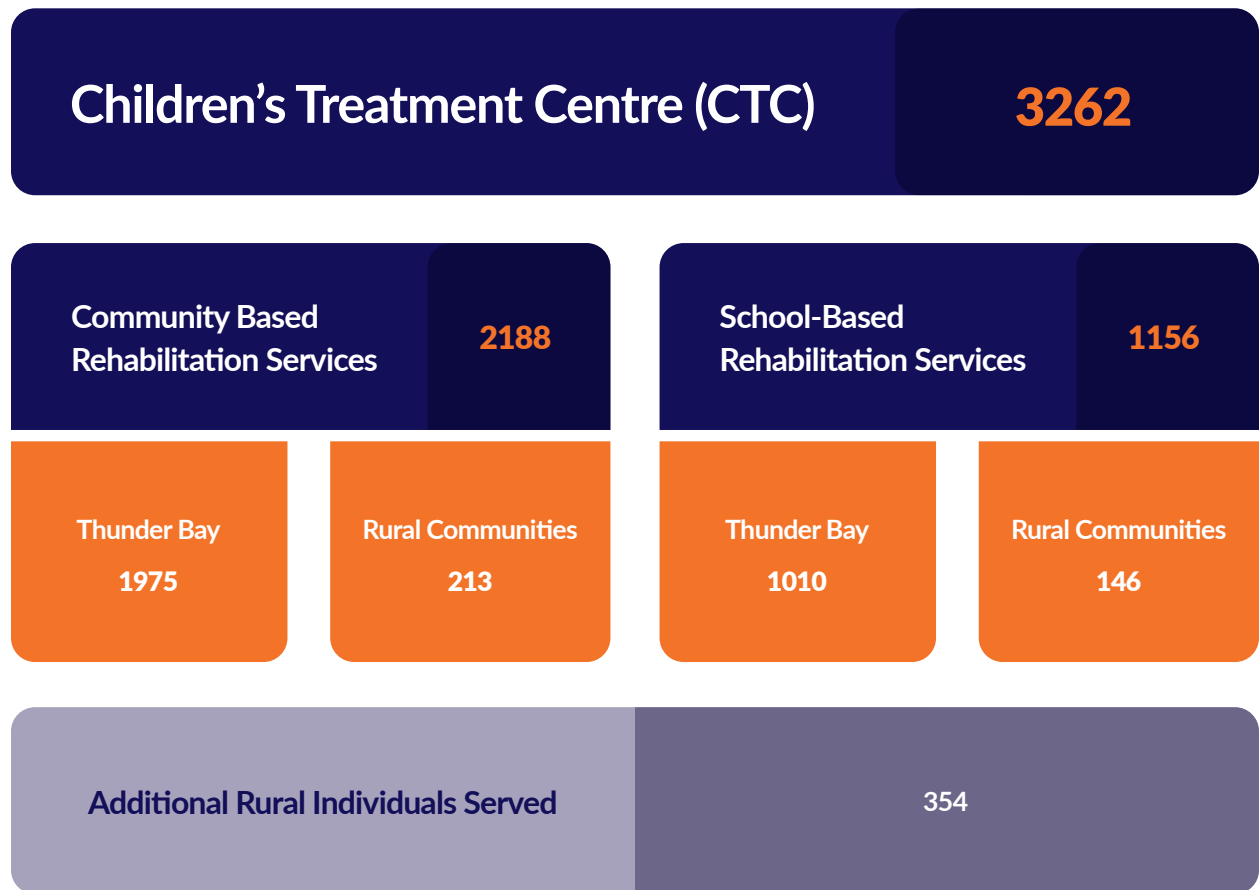 Children’s Treatment Centre (CTC)
3262
Community Based
Rehabilitation Services
2188
Thunder Bay
1975
Rural Communities
213
School-Based
Rehabilitation Services
1156
Thunder Bay
1010
Rural Communities
146
Additional Rural Individuals Served
354